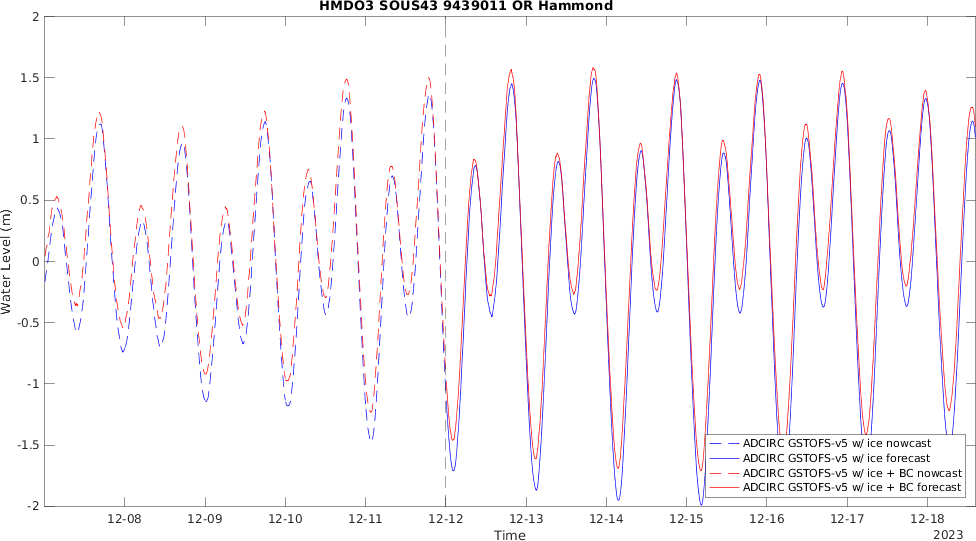 HMDO3 SOUS43 9439011 OR Hammond
2
1.5
1
0.5
0
-0.5
-1
-1.5
-2
Water Level (m)
ADCIRC GSTOFS-v5 w/ ice nowcast
ADCIRC GSTOFS-v5 w/ ice forecast
ADCIRC GSTOFS-v5 w/ ice + BC nowcast
ADCIRC GSTOFS-v5 w/ ice + BC forecast
12-08 12-09 12-10 12-11 12-12 12-13 12-14 12-15 12-16 12-17 12-18
Time
2023